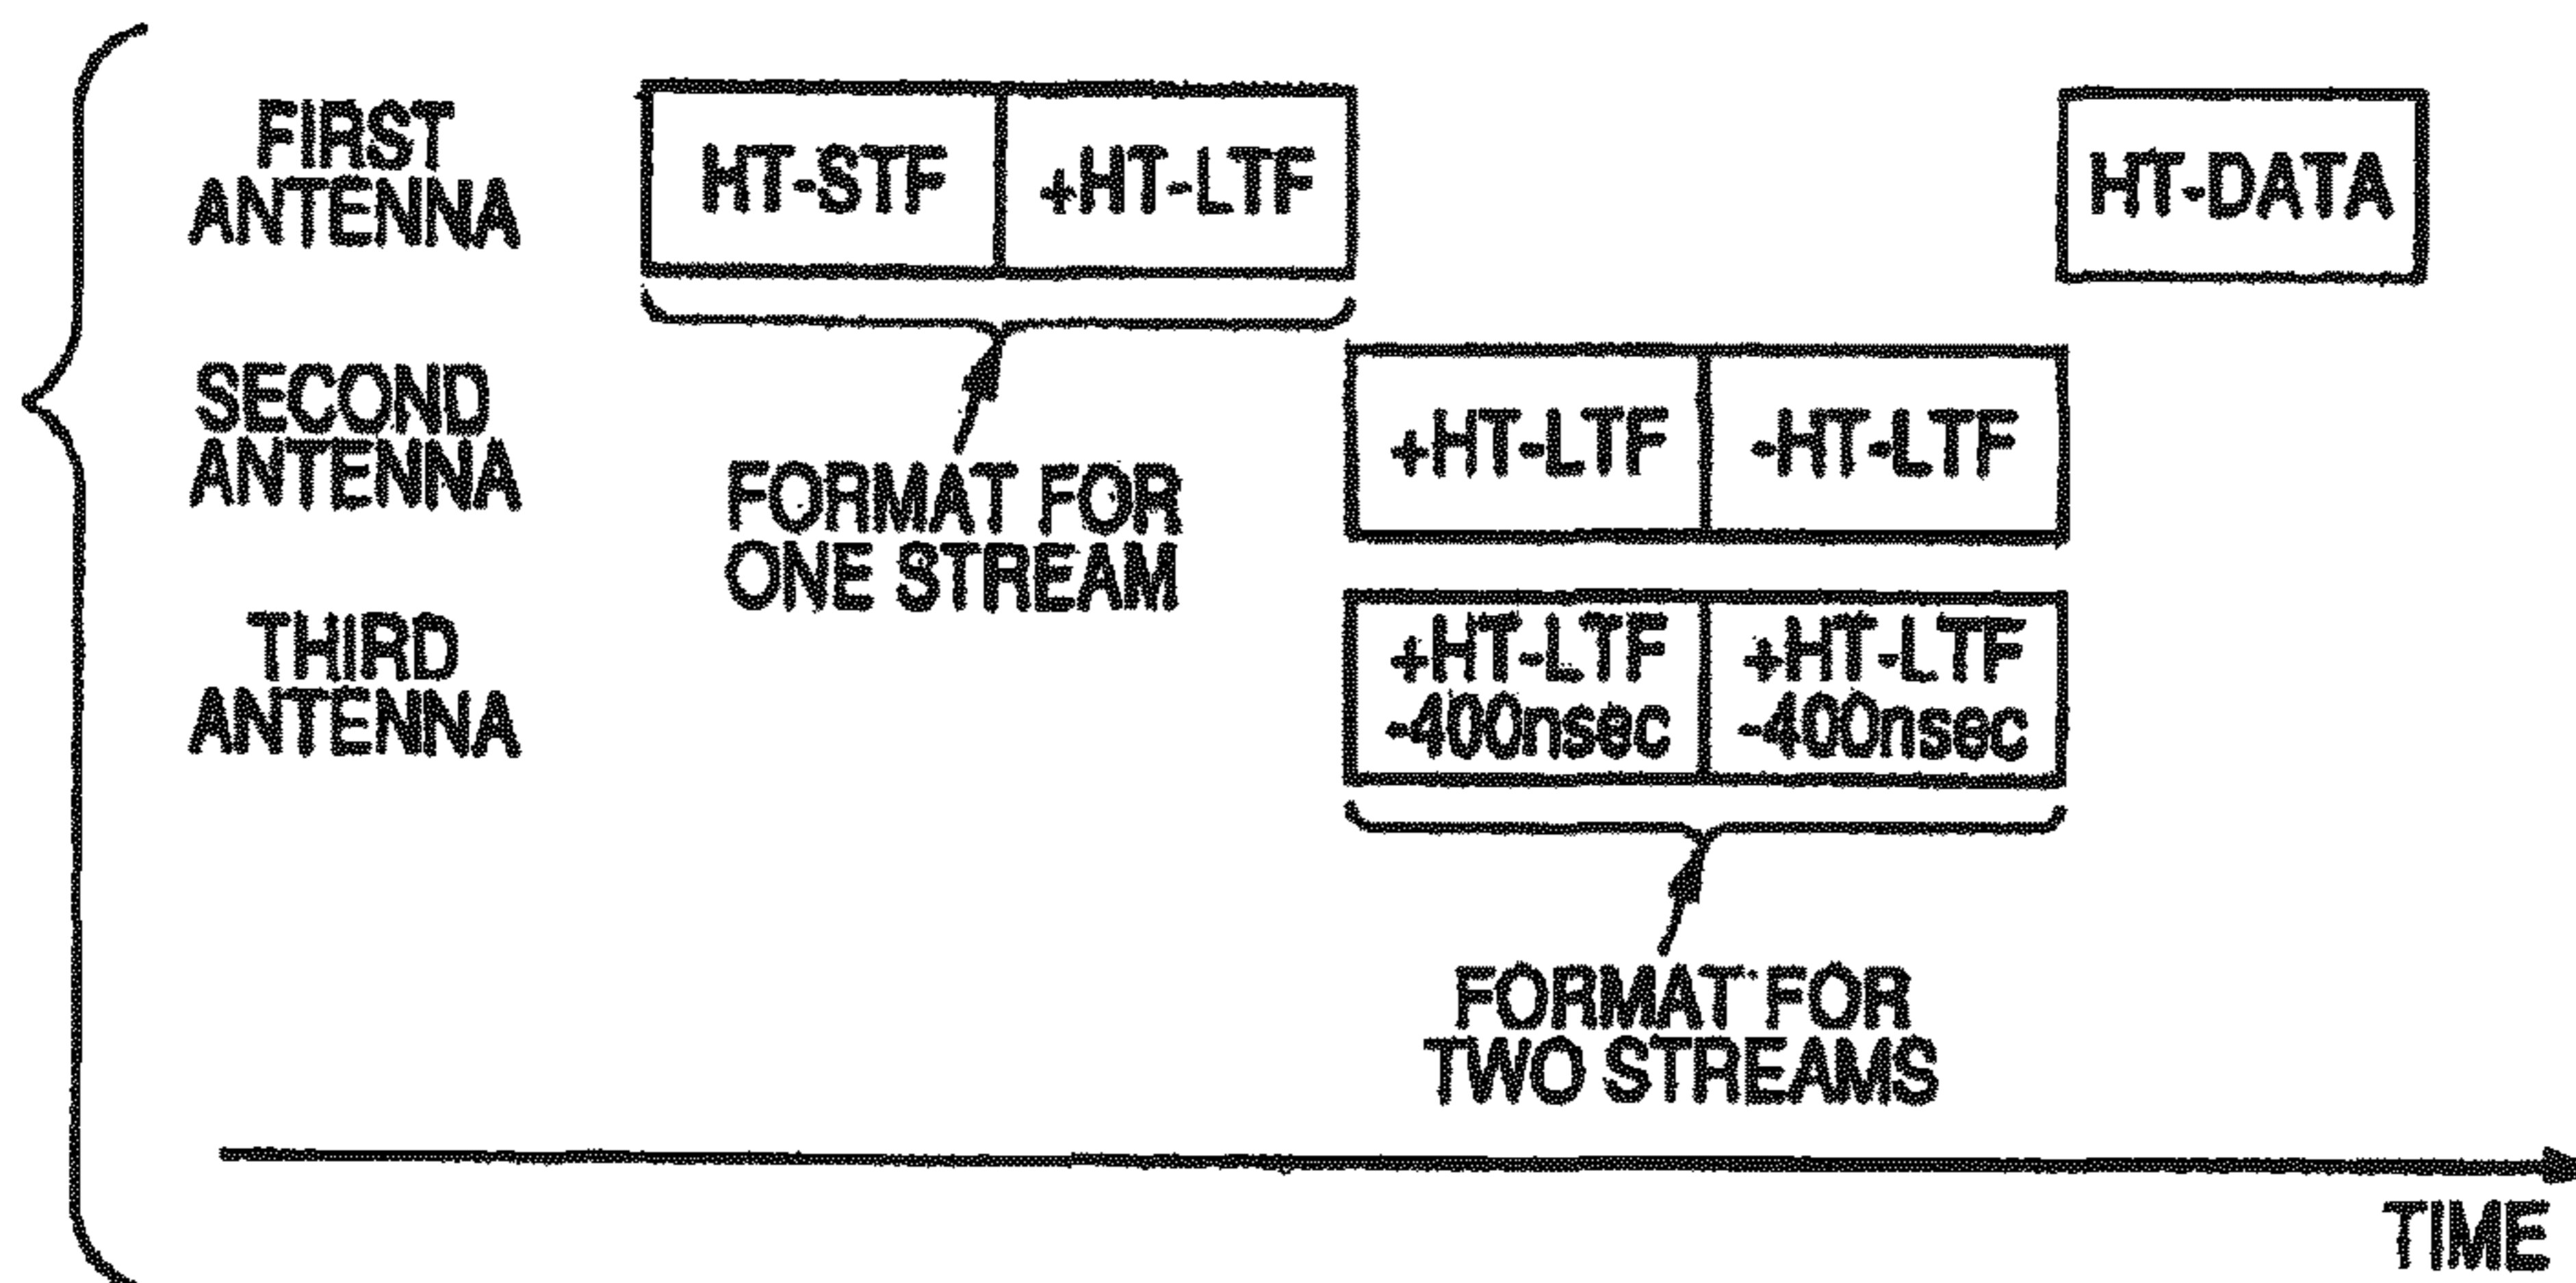 FIRST
ANTENNA
HT-STF
+HT-LTF
HT-DATA
FORMAT FOR
ONE STREAM
SECOND
ANTENNA
+HT-LTF
-HT-LTF
THIRD
ANTENNA
+HT-LTF
-400nsec
+HT-LTF
-400nsec
FORMAT FOR
TWO STREAMS
TIME